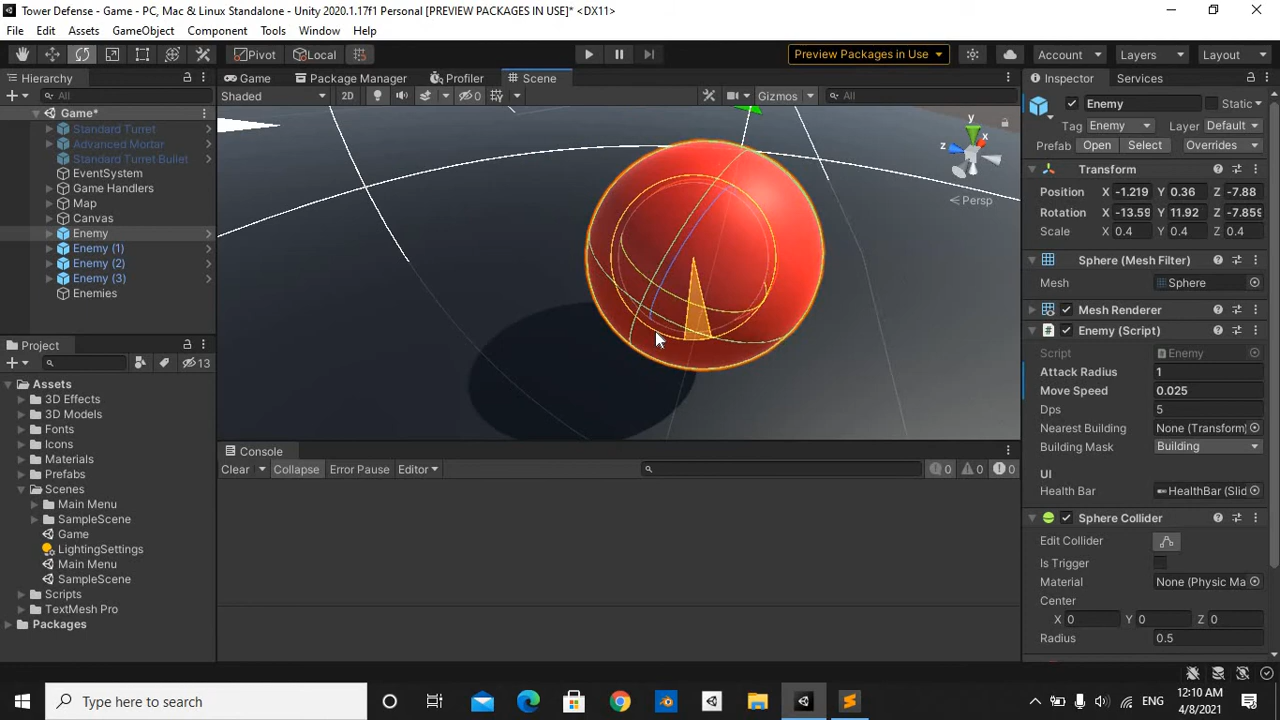 Tower Defense - Game - PC, Mac & Linux Standalone - Unity 2020.1.17f1 Personal [PREVIEW PACKAGES IN USE]* <DX11>
File Edit Assets GameObject Component Tools Window Help
Pivot Local Preview Packages in Use Account Layers Layout
Hierarchy Game Package Manager Profiler Scene Inspector Services
All Shaded 2D 0 Gizmos All Enemy Static
Game*
Tag Enemy Layer Default
Standard Turret
Advanced Mortar
Prefab Open Select Overrides
Standard Turret Bullet
EventSystem
Game Handlers
Map
Canvas
Enemy
Enemy (1)
Enemy (2)
Enemy (3)
Enemies
y
x
z
Persp
Transform
Position X -1.219 Y 0.36 Z -7.88
Rotation X -13.59 Y 11.92 Z -7.859
Scale X 0.4 Y 0.4 Z 0.4
Sphere (Mesh Filter)
Mesh Sphere
Mesh Renderer
Enemy (Script)
Script Enemy
Attack Radius 1
Move Speed 0.025
Dps 5
Nearest Building None (Transform)
Building Mask Building
UI
Health Bar HealthBar (Slid
Sphere Collider
Edit Collider
Is Trigger
Material None (Physic Ma
Center
X 0 Y 0 Z 0
Radius 0.5
Project
13
Assets
3D Effects
3D Models
Fonts
Icons
Materials
Prefabs
Scenes
Main Menu
SampleScene
Game
LightingSettings
Main Menu
SampleScene
Scripts
TextMesh Pro
Packages
Console
Clear Collapse Error Pause Editor 0 0 0
Type here to search
ENG
12:10 AM
4/8/2021